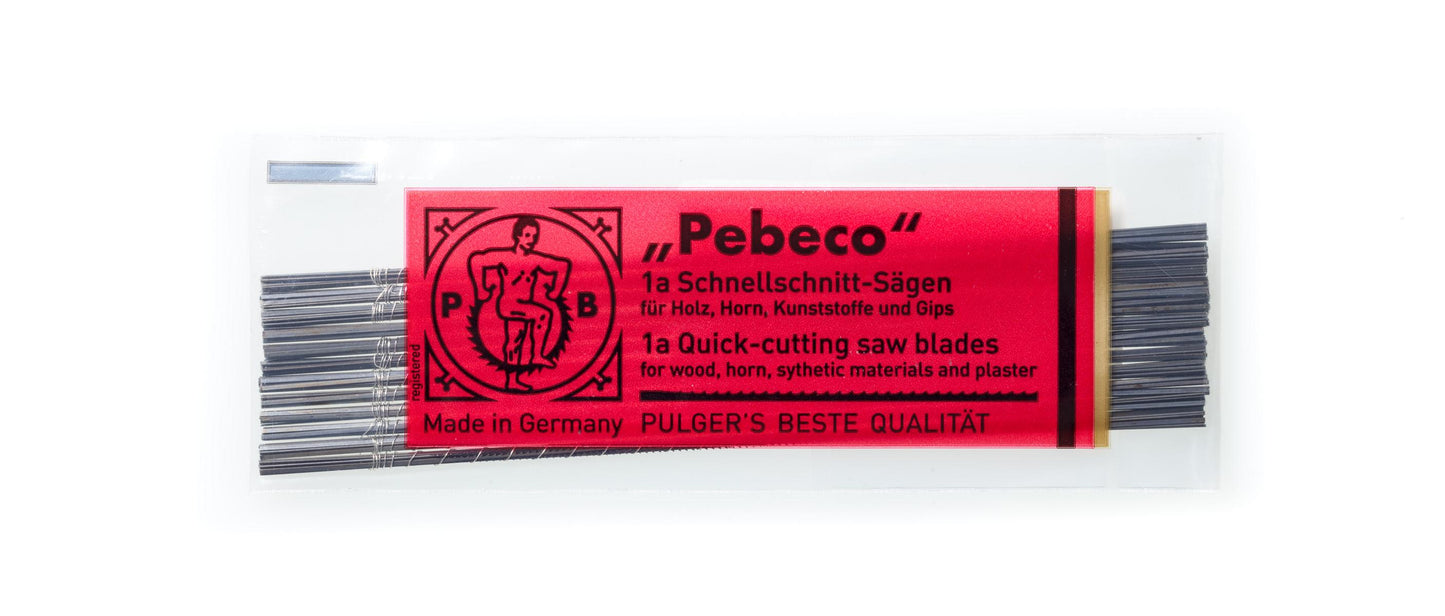 P B
registered
Made in Germany
„Pebeco“
1a Schnellschnitt-Sägen
für Holz, Horn, Kunststoffe und Gips
1a Quick-cutting saw blades
for wood, horn, sythetic materials and plaster
PULGER'S BESTE QUALITÄT